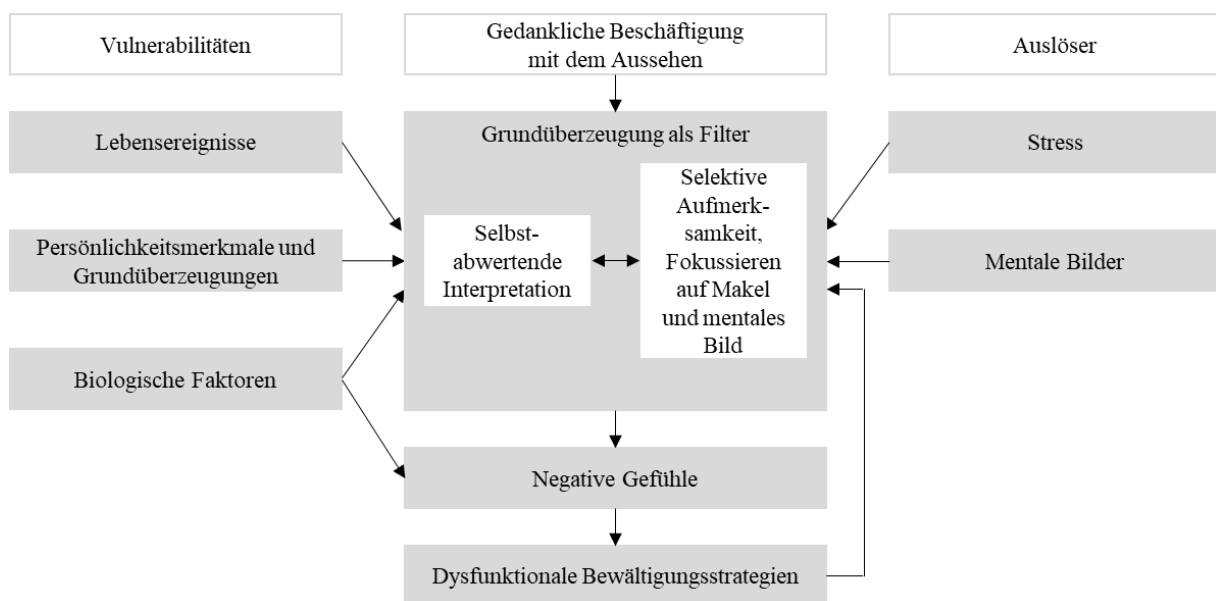 Vulnerabilitäten
Gedankliche Beschäftigung
mit dem Aussehen
Auslöser
Lebensereignisse
Grundüberzeugung als Filter
Stress
Persönlichkeitsmerkmale und
Grundüberzeugungen
Selbst-
abwertende
Interpretation
Selektive
Aufmerk-
samkeit,
Fokussieren
auf Makel
und mentales
Bild
Mentale Bilder
Biologische Faktoren
Negative Gefühle
Dysfunktionale Bewältigungsstrategien